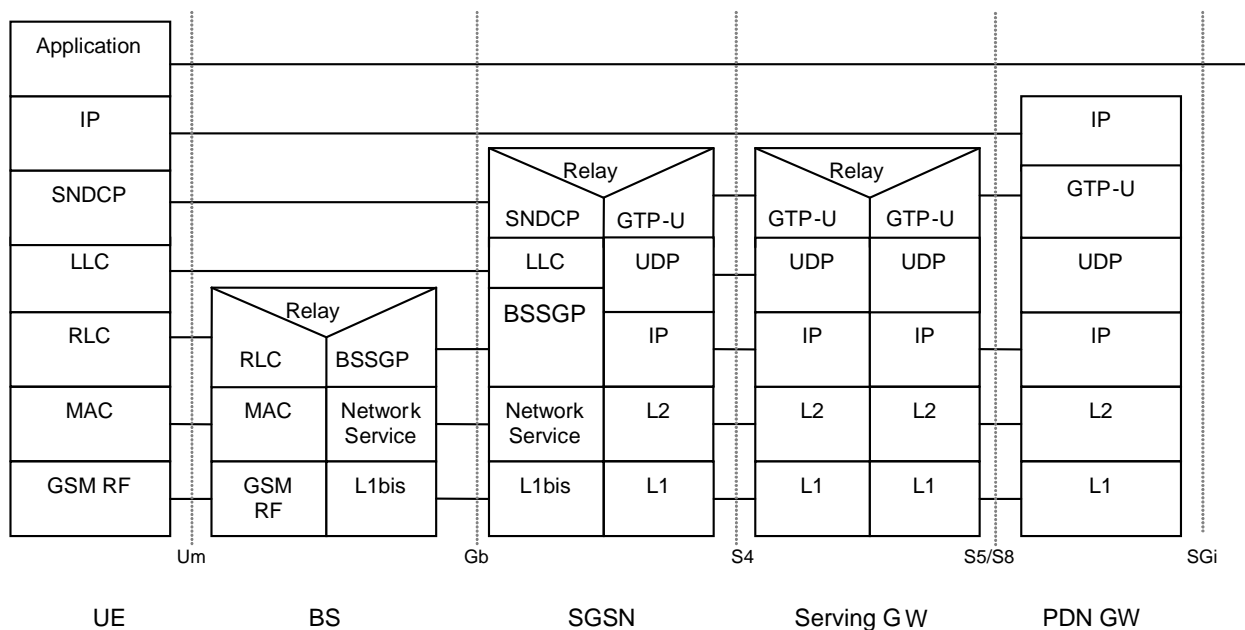 Application
IP
IP
Relay
Relay
GTP-U
SNDCP
SNDCP
GTP-U
GTP-U
GTP-U
LLC
LLC
UDP
UDP
UDP
UDP
Relay
BSSGP
RLC
IP
IP
IP
IP
RLC
BSSGP
MAC
MAC
Network
Service
Network
Service
L2
L2
L2
L2
GSM RF
GSM
RF
L1bis
L1bis
L1
L1
L1
L1
Um
Gb
S4
S5/S8
SGi
UE
BS
SGSN
Serving GW
PDN GW